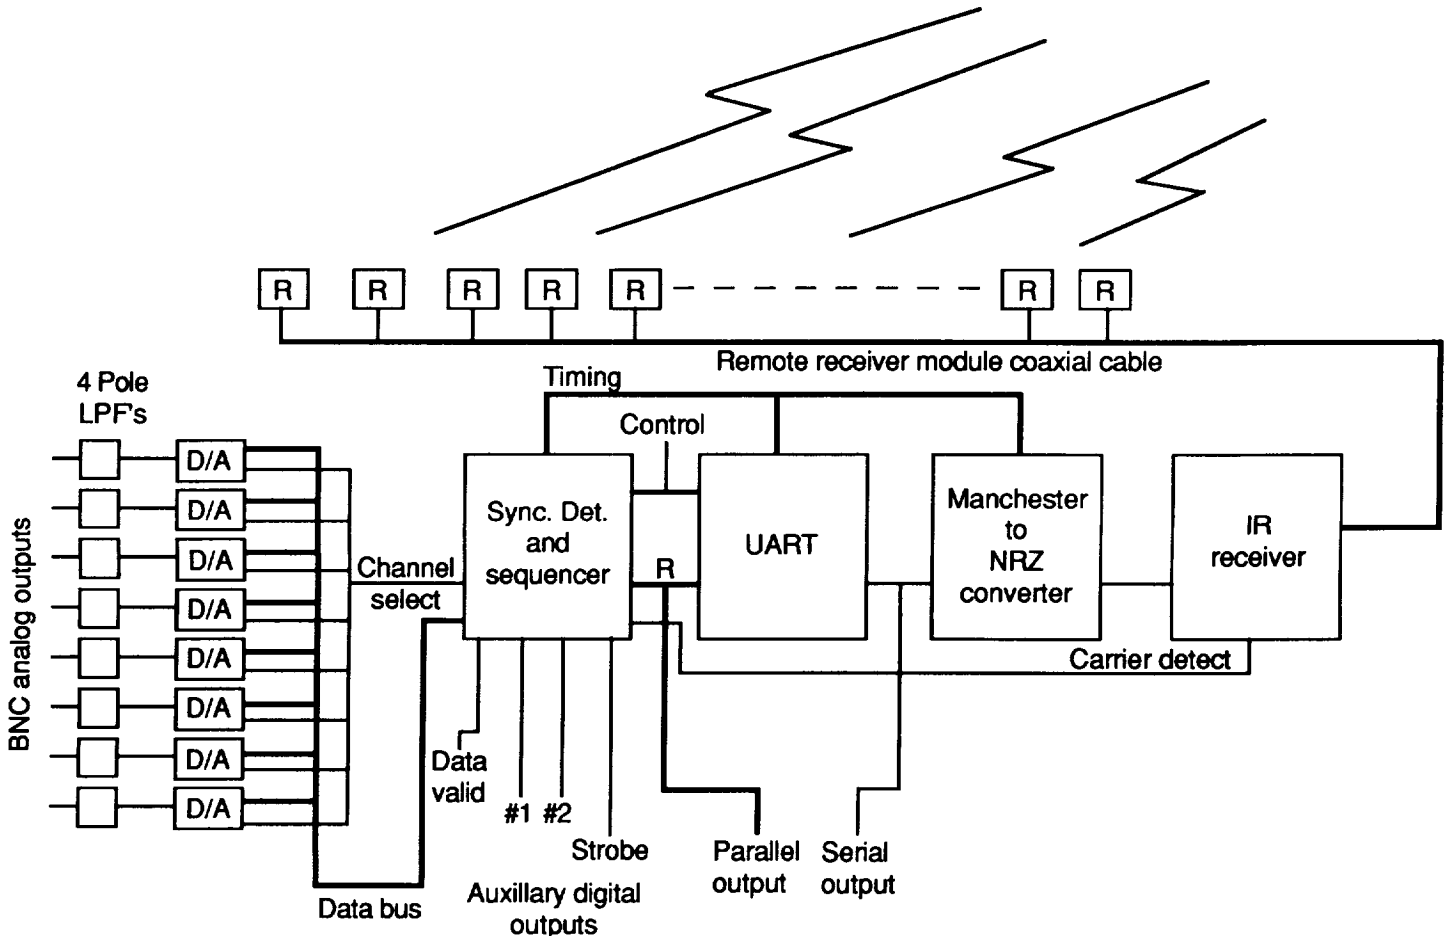 R R R R R R R
Remote receiver module coaxial cable
4 Pole
LPF's
Timing
Control
D/A
D/A
D/A
D/A
D/A
D/A
D/A
D/A
BNC analog outputs
Channel
select
Sync. Det.
and
sequencer
R
UART
Manchester
to
NRZ
converter
IR
receiver
Carrier detect
Data
valid
#1 #2
Strobe
Parallel
output
Serial
output
Auxillary digital
outputs
Data bus